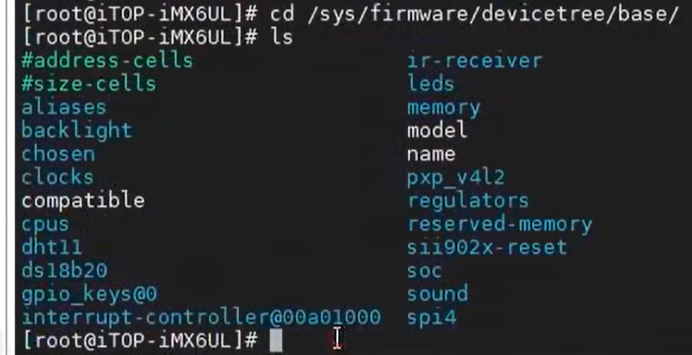 [root@iTOP-iMX6UL]# cd /sys/firmware/devicetree/base/
[root@iTOP-iMX6UL]# ls
#address-cells ir-receiver
#size-cells leds
aliases memory
backlight model
chosen name
clocks pxp_v4l2
compatible regulators
cpus reserved-memory
dht11 sii902x-reset
ds18b20 soc
gpio_keys@0 sound
interrupt-controller@00a01000 spi4
[root@iTOP-iMX6UL]#